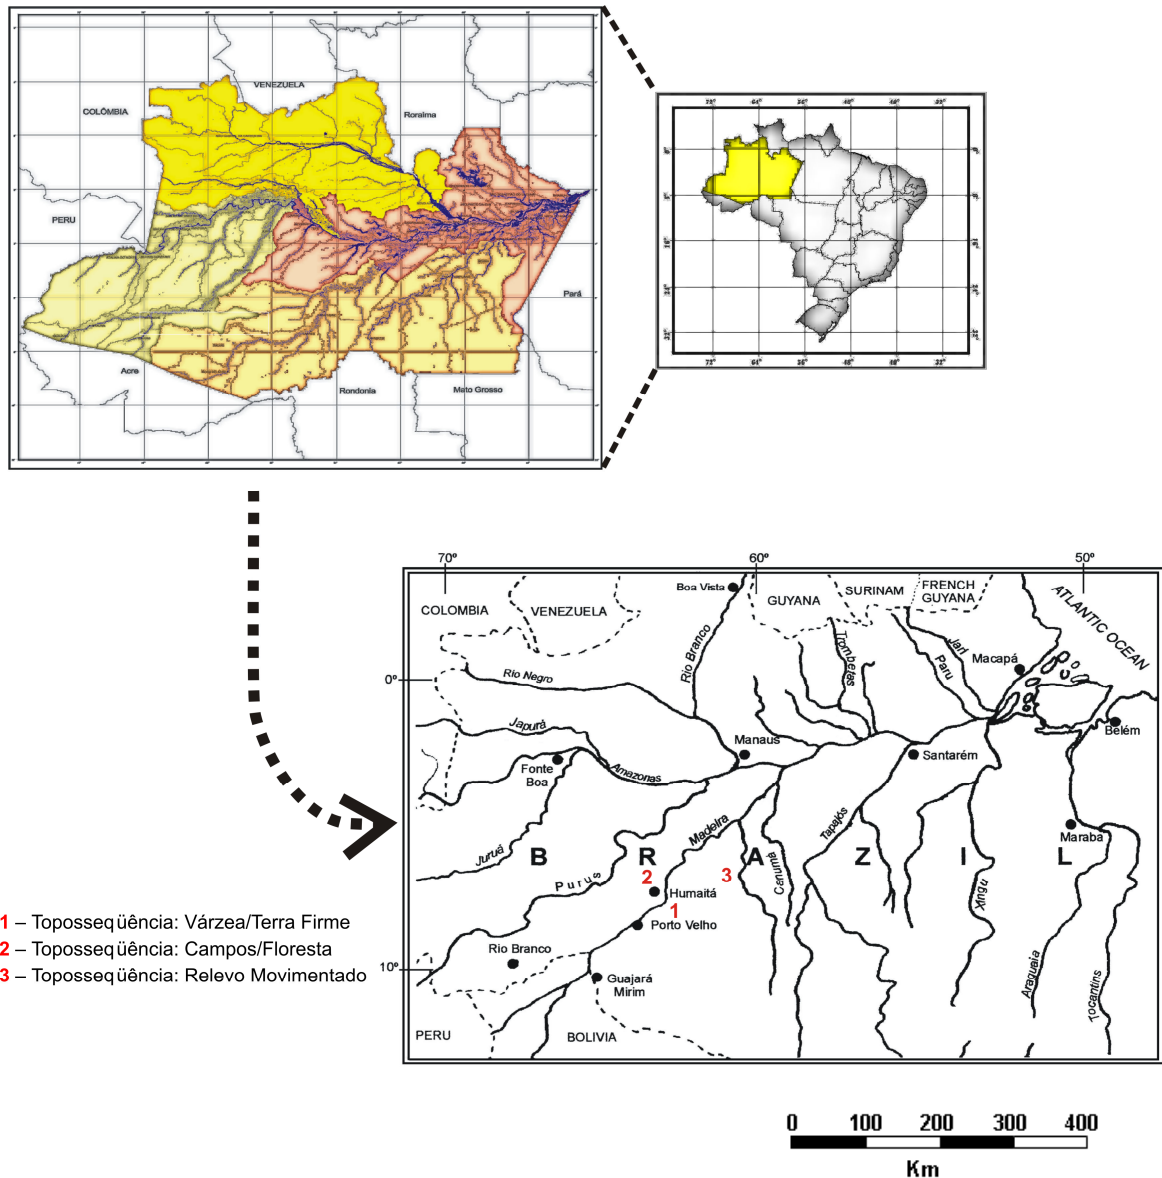 VENEZUELA
COLÔMBIA
Roraima
PERU
Pará
Acre
Rondonia
Mato Grosso
70º
60º
50º
Boa Vista
GUYANA
SURINAM
FRENCH
GUYANA
ATLANTIC OCEAN
COLOMBIA
VENEZUELA
Rio Branco
Trombetas
Jari
Paru
Macapá
0º
Rio Negro
Japurá
Manaus
Belém
Fonte
Boa
Amazonas
Santarém
Madeira
Tapajós
Maraba
Juruá
B R A Z I L
Purus
2
3
Canumã
Humaitá
Xingu
1
Porto Velho
1 – Toposseqüência: Várzea/Terra Firme
2 – Toposseqüência: Campos/Floresta
3 – Toposseqüência: Relevo Movimentado
Rio Branco
10º
Guajará
Mirim
Araguaia
Tocantins
PERU
BOLIVIA
0 100 200 300 400
Km